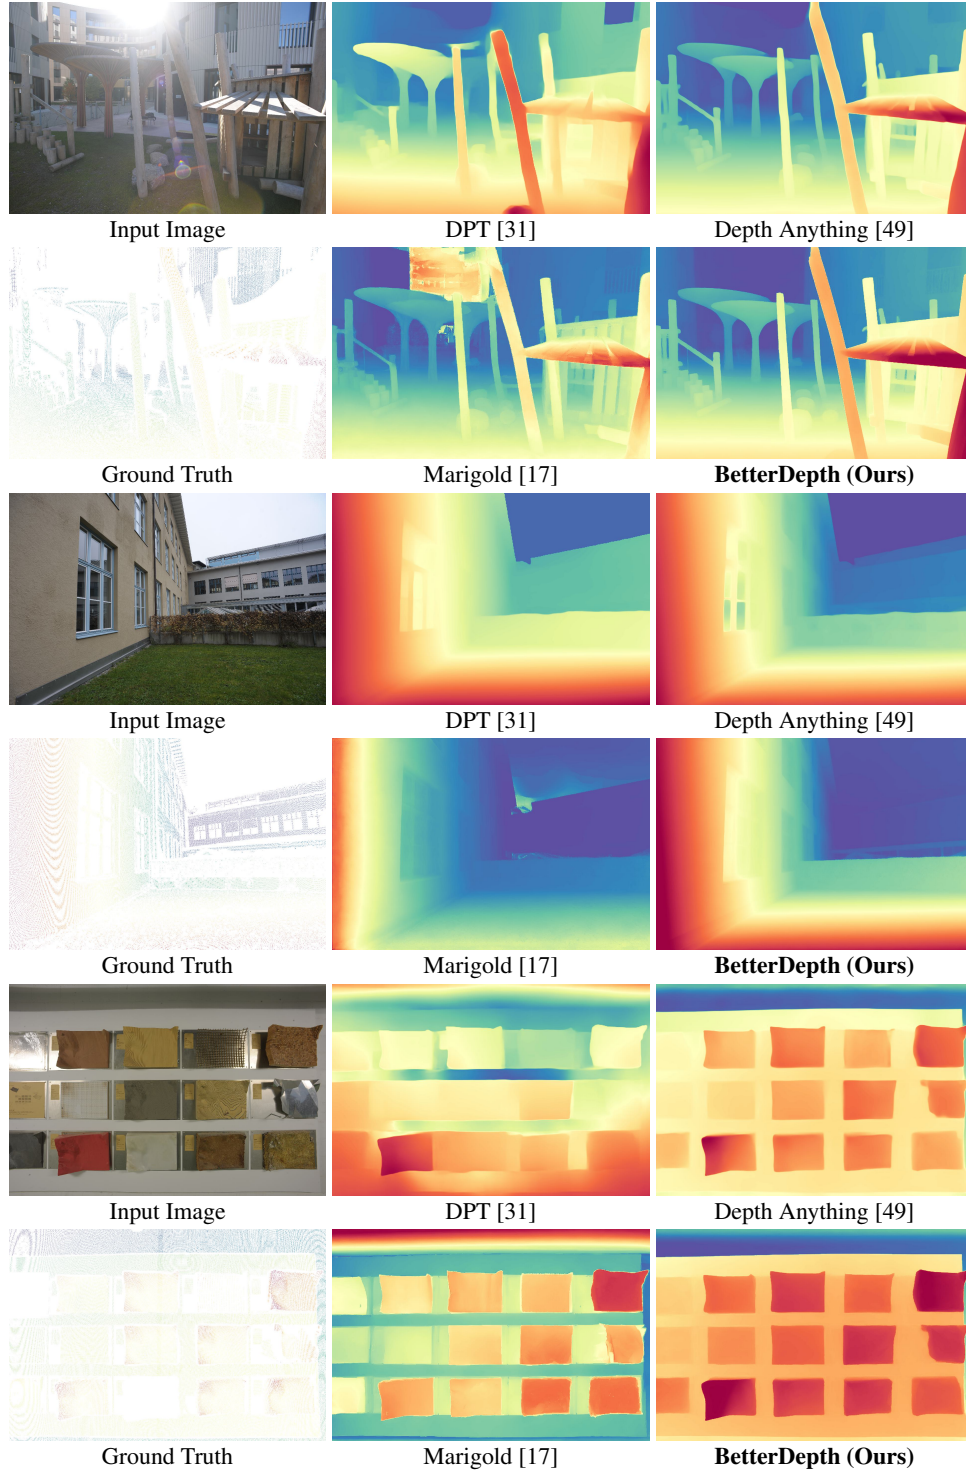 Input Image
DPT [31]
Depth Anything [49]
Ground Truth
Marigold [17]
BetterDepth (Ours)
Input Image
DPT [31]
Depth Anything [49]
Ground Truth
Marigold [17]
BetterDepth (Ours)
Input Image
DPT [31]
Depth Anything [49]
Ground Truth
Marigold [17]
BetterDepth (Ours)